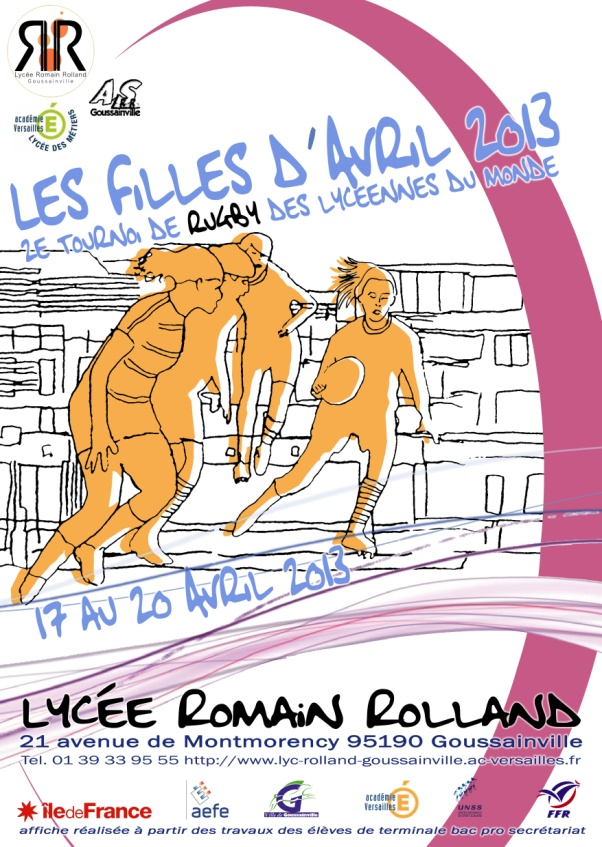 Lycée Romain Rolland
Goussainville
académie
Versailles
LYCÉE DES MÉTIERS
AS
Goussainville
LES FILLES D'AVRIL 2013
2E TOURNOI DE RUGBY DES LYCÉENNES DU MONDE
17 AU 20 AVRIL 2013
LYCÉE ROMAIN ROLLAND
21 avenue de Montmorency 95190 Goussainville
Tel. 01 39 33 95 55 http://www.lyc-rolland-goussainville.ac-versailles.fr
île de France
aefe
Goussainville
académie
Versailles
UNSS
FFR
affiche réalisée à partir des travaux des élèves de terminale bac pro secrétariat